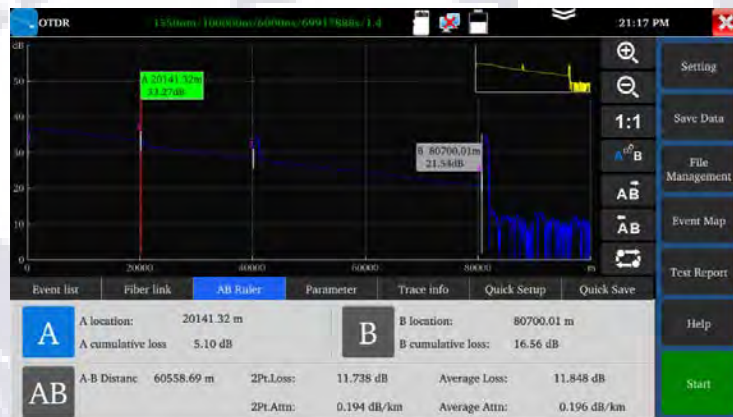 OTDR
1550nm/100000m/6000ns/69917888s/1.4
21:17 PM
dB
50
40
30
20
10
0
A 20141.32m
33.27dB
B 80700.01m
21.54dB
0 20000 40000 60000 80000 m
1:1
A B
AB
AB
Setting
Save Data
File
Management
Event Map
Test Report
Help
Start
Event list Fiber link AB Ruler Parameter Trace info Quick Setup Quick Save
A
A location: 20141 32 m
A cumulative loss 5.10 dB
B
B location: 80700.01 m
B cumulative loss: 16.56 dB
AB
A-B Distanc 60558.69 m 2Pt.Loss: 11.738 dB Average Loss: 11.848 dB
2Pt.Attn: 0.194 dB/km Average Attn: 0.196 dB/km